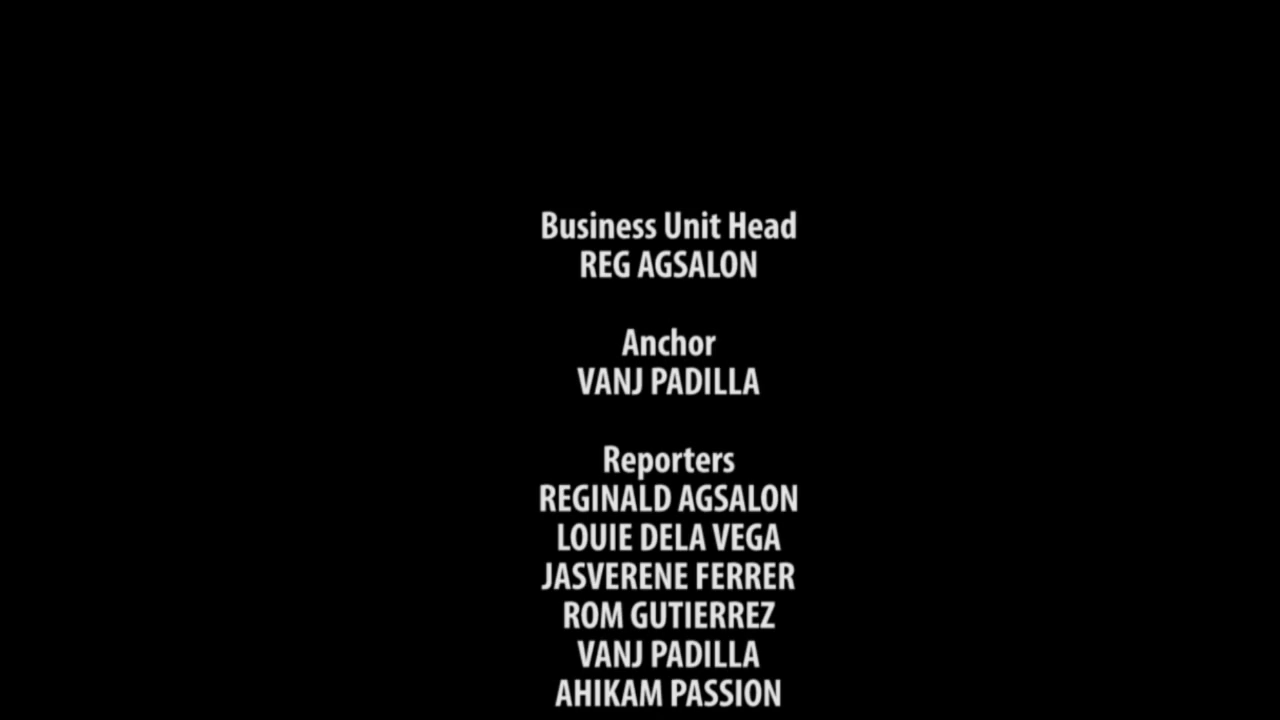 Business Unit Head
REG AGSALON
Anchor
VANJ PADILLA
Reporters
REGINALD AGSALON
LOUIE DELA VEGA
JASVERENE FERRER
ROM GUTIERREZ
VANJ PADILLA
AHIKAM PASSION